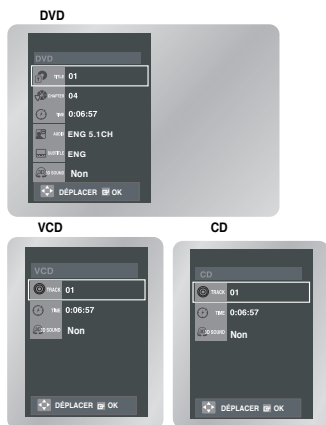 DVD
DVD
TITLE 01
CHAPTER 04
TIME 0:06:57
AUDIO ENG 5.1CH
SUBTITLE ENG
3D SOUND Non
DÉPLACER OK
VCD
VCD
TRACK 01
TIME 0:06:57
3D SOUND Non
DÉPLACER OK
CD
CD
TRACK 01
TIME 0:06:57
3D SOUND Non
DÉPLACER OK